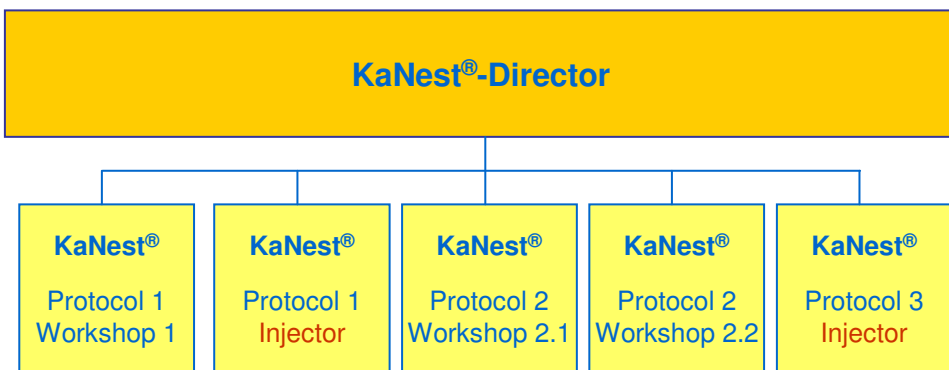 KaNest®-Director
KaNest®
Protocol 1
Workshop 1
KaNest®
Protocol 1
Injector
KaNest®
Protocol 2
Workshop 2.1
KaNest®
Protocol 2
Workshop 2.2
KaNest®
Protocol 3
Injector